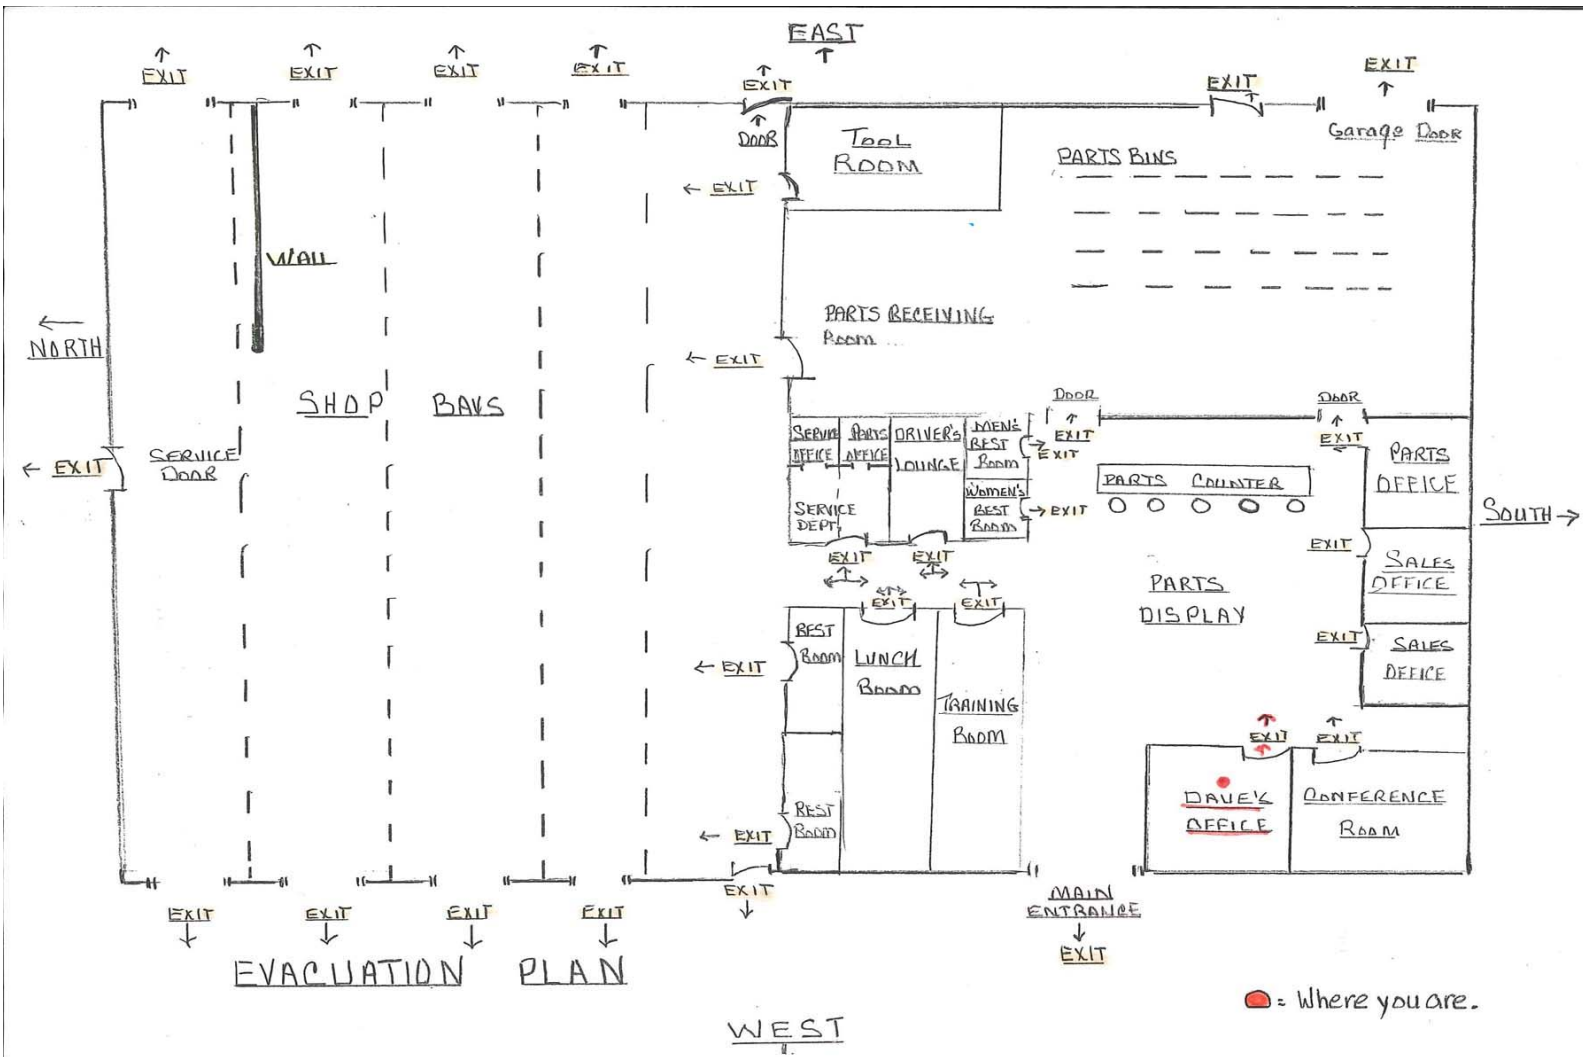 EAST
EXIT
EXIT
EXIT
EXIT
EXIT
EXIT
EXIT
DOOR
Garage DOOR
TOOL
ROOM
PARTS BINS
EXIT
WALL
PARTS RECEIVING
ROOM
NORTH
EXIT
SHOP BAYS
DOOR
DOOR
SERVICE
OFFICE
PARTS
OFFICE
DRIVER'S
LOUNGE
MEN'S
REST
ROOM
EXIT
EXIT
EXIT
PARTS
OFFICE
EXIT
SERVICE
DOOR
PARTS COUNTER
WOMEN'S
REST
ROOM
EXIT
SERVICE
DEPT
SOUTH
EXIT
EXIT
EXIT
SALES
OFFICE
PARTS
DISPLAY
EXIT
EXIT
REST
ROOM
EXIT
LUNCH
ROOM
EXIT
SALES
OFFICE
TRAINING
ROOM
EXIT
EXIT
DAVE'S
OFFICE
CONFERENCE
ROOM
REST
ROOM
EXIT
EXIT
MAIN
ENTRANCE
EXIT
EXIT
EXIT
EXIT
EXIT
EVACUATION PLAN
= Where you are.
WEST